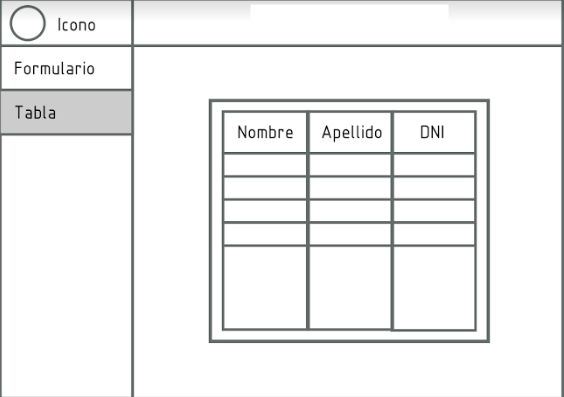 Icono
Formulario
Tabla
Nombre Apellido DNI